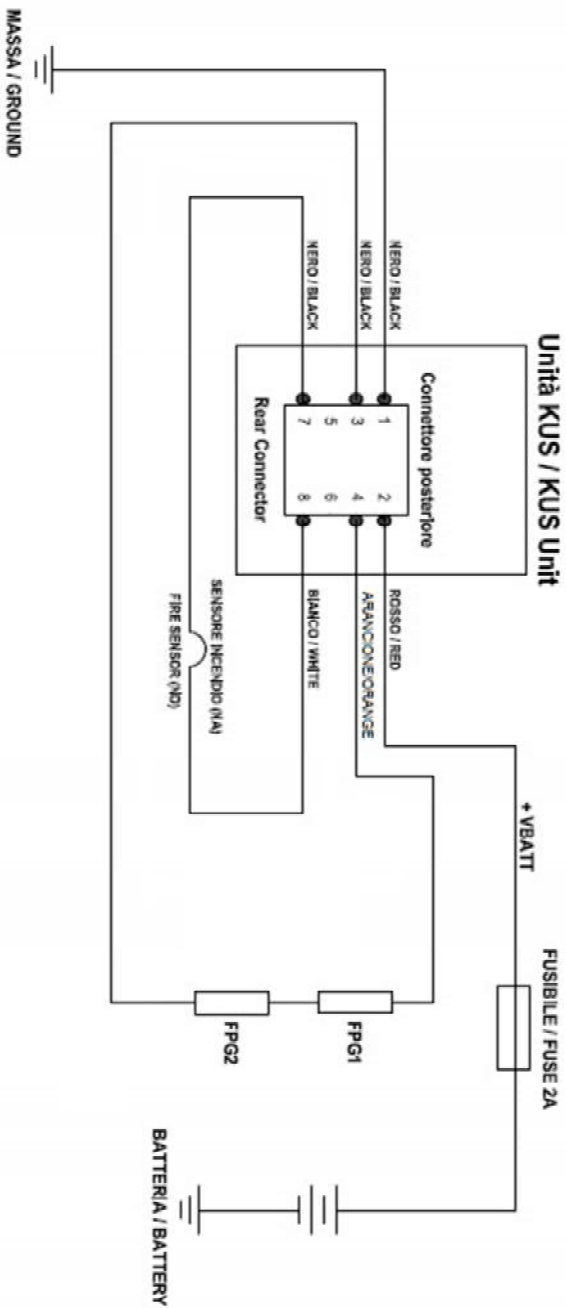 Unità KUS / KUS Unit
Connettore posteriore
1 2
3 4
5 6
7 8
Rear Connector
NERO / BLACK
NERO / BLACK
NERO / BLACK
ROSSO / RED
ARANCIONE/ORANGE
BIANCO / WHITE
SENSORE INCENDIO (NA)
FIRE SENSOR (NO)
+ VBATT
FUSIBILE / FUSE 2A
FPG1
FPG2
BATTERIA / BATTERY
MASSA / GROUND